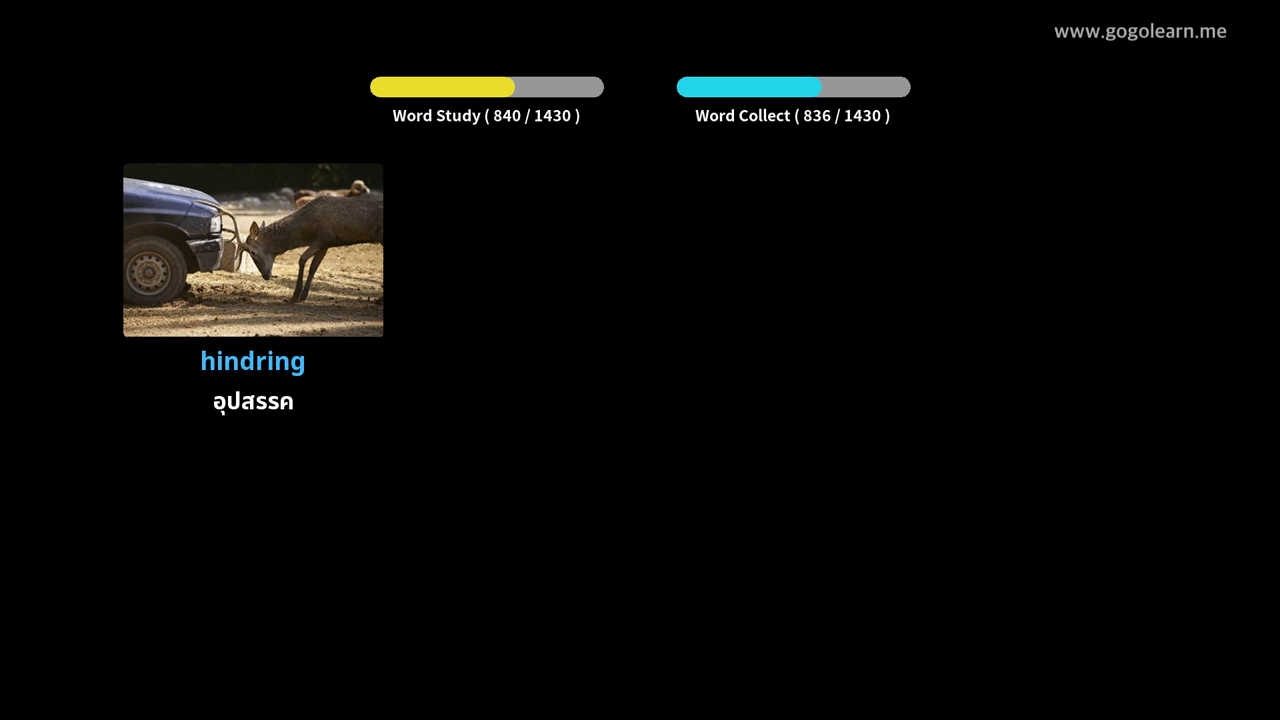 www.gogolearn.me
Word Study ( 840 / 1430 )
Word Collect ( 836 / 1430 )
hindring
อุปสรรค